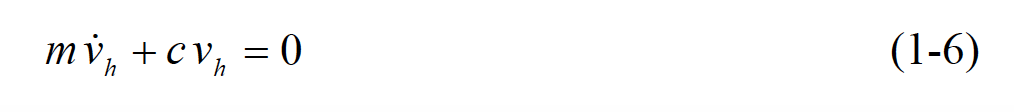 m v̇_h + c v_h = 0 (1-6)